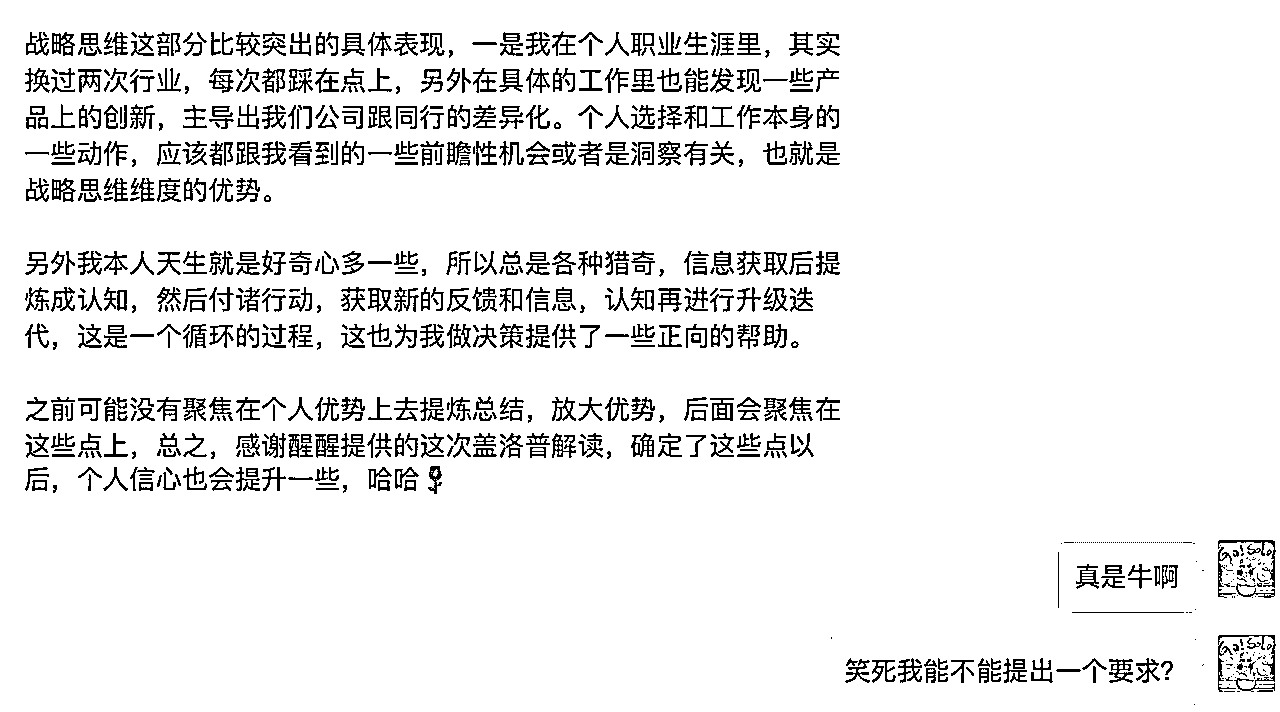 战略思维这部分比较突出的具体表现，一是我在个人职业生涯里，其实
换过两次行业，每次都踩在点上，另外在具体的工作里也能发现一些产
品上的创新，主导出我们公司跟同行的差异化。个人选择和工作本身的
一些动作，应该都跟我看到的一些前瞻性机会或者是洞察有关，也就是
战略思维维度的优势。
另外我本人天生就是好奇心多一些，所以总是各种猎奇，信息获取后提
炼成认知，然后付诸行动，获取新的反馈和信息，认知再进行升级迭
代，这是一个循环的过程，这也为我做决策提供了一些正向的帮助。
之前可能没有聚焦在个人优势上去提炼总结，放大优势，后面会聚焦在
这些点上，总之，感谢醒醒提供的这次盖洛普解读，确定了这些点以
后，个人信心也会提升一些，哈哈🌹
真是牛啊
Go! Solo!
笑死我能不能提出一个要求？
Go! Solo!